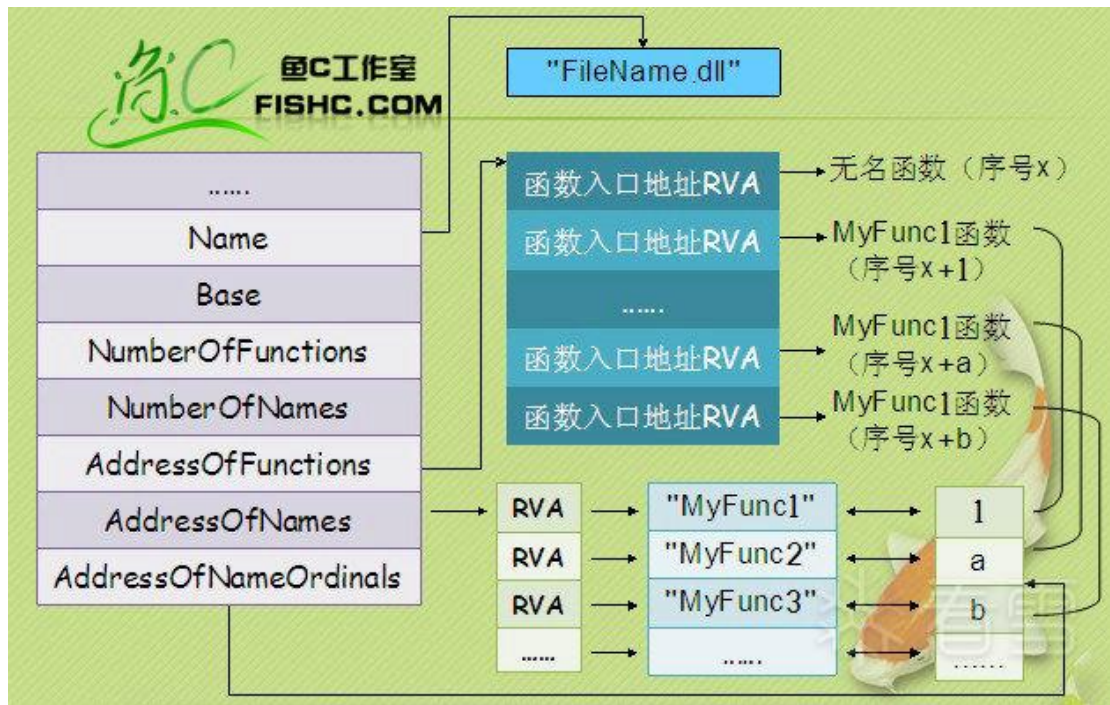 鱼C工作室
FISHC.COM
"FileName.dll"
……
Name
Base
NumberOfFunctions
NumberOfNames
AddressOfFunctions
AddressOfNames
AddressOfNameOrdinals
函数入口地址RVA
函数入口地址RVA
……
函数入口地址RVA
函数入口地址RVA
无名函数（序号x）
MyFunc1函数
（序号x+1）
MyFunc1函数
（序号x+a）
MyFunc1函数
（序号x+b）
RVA
"MyFunc1"
1
RVA
"MyFunc2"
a
RVA
"MyFunc3"
b
……
……
……
看雪